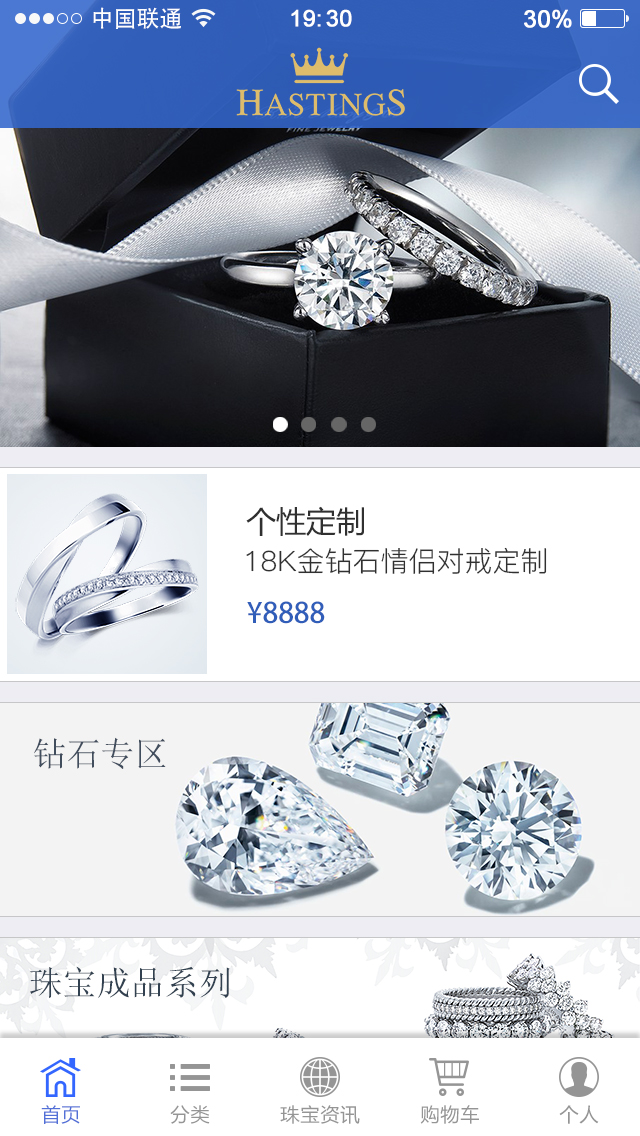 中国联通
19:30
30%
HASTINGS
FINE JEWELRY
个性定制
18K金钻石情侣对戒定制
¥8888
钻石专区
珠宝成品系列
首页
分类
珠宝资讯
购物车
个人